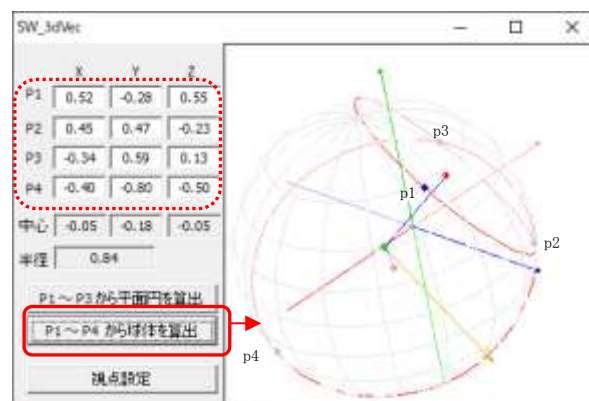 SW_3dVec
X Y Z
P1 0.52 -0.28 0.55
P2 0.45 0.47 -0.23
P3 -0.34 0.59 0.13
P4 -0.40 -0.80 -0.50
中心 -0.05 -0.18 -0.05
半径 0.84
P1～P3から平面円を算出
P1～P4から球体を算出
視点設定
p3
p1
p2
p4